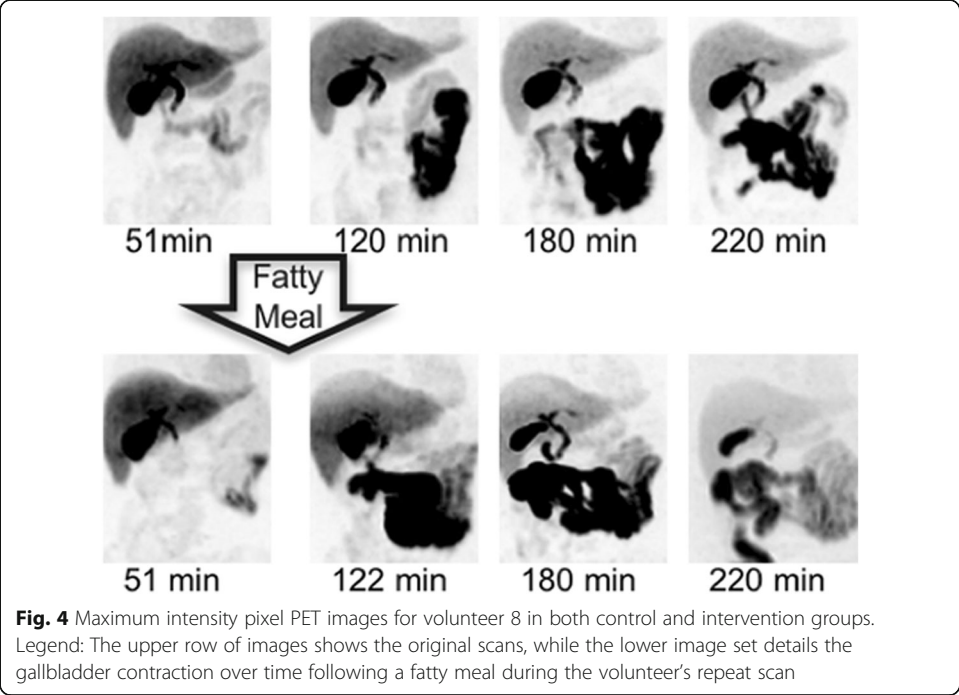 51min 120 min 180 min 220 min
Fatty
Meal
51 min 122 min 180 min 220 min
Fig. 4 Maximum intensity pixel PET images for volunteer 8 in both control and intervention groups.
Legend: The upper row of images shows the original scans, while the lower image set details the
gallbladder contraction over time following a fatty meal during the volunteer's repeat scan